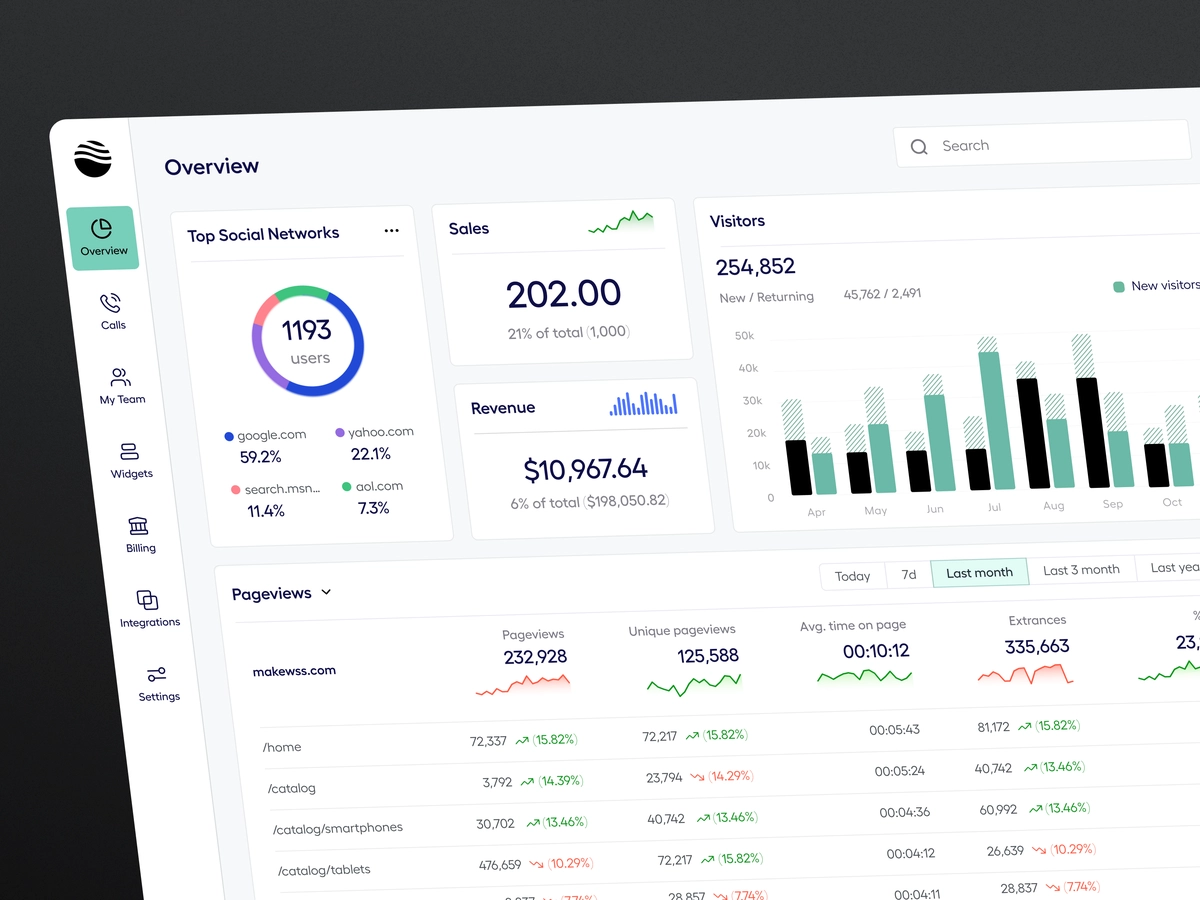 Overview
Search
Overview
Calls
My Team
Widgets
Billing
Integrations
Settings
Top Social Networks
1193
users
google.com
59.2%
yahoo.com
22.1%
search.msn...
11.4%
aol.com
7.3%
Sales
202.00
21% of total (1,000)
Revenue
$10,967.64
6% of total ($198,050.82)
Visitors
254,852
New / Returning 45,762 / 2,491
New visitors
50k
40k
30k
20k
10k
0
Apr May Jun Jul Aug Sep Oct
Pageviews
Today 7d Last month Last 3 month Last yea
Pageviews Unique pageviews Avg. time on page Extrances %
makewss.com 232,928 125,588 00:10:12 335,663 23,
/home 72,337 (15.82%) 72,217 (15.82%) 00:05:43 81,172 (15.82%)
/catalog 3,792 (14.39%) 23,794 (14.29%) 00:05:24 40,742 (13.46%)
/catalog/smartphones 30,702 (13.46%) 40,742 (13.46%) 00:04:36 60,992 (13.46%)
/catalog/tablets 476,659 (10.29%) 72,217 (15.82%) 00:04:12 26,639 (10.29%)
(7.74%) 28,857 (7.74%) 00:04:11 28,837 (7.74%)